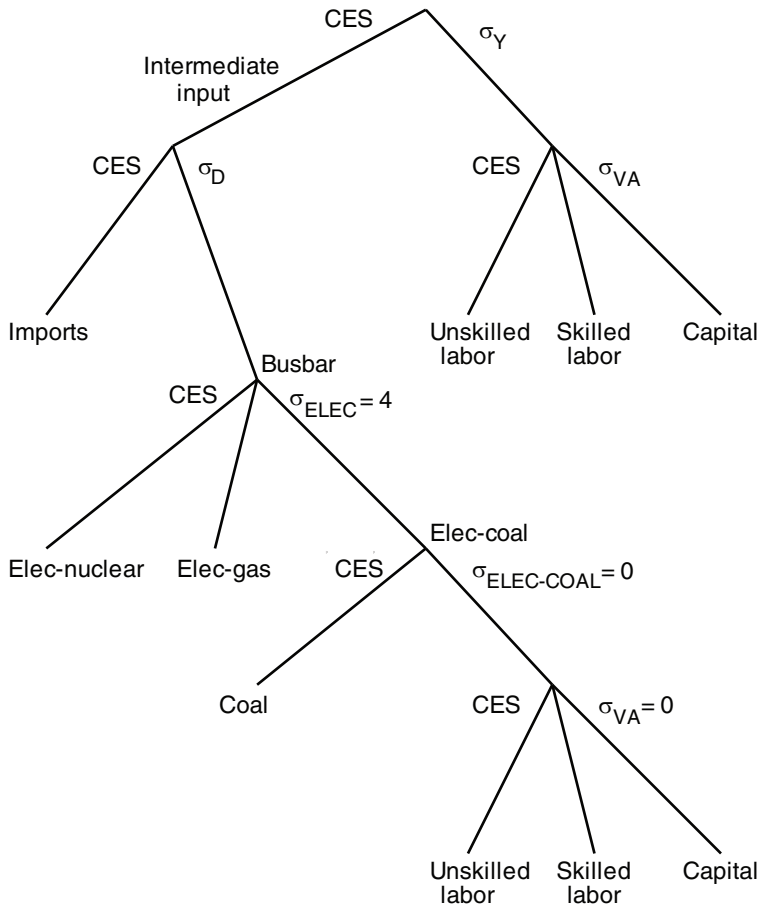 CES
σY
Intermediate
input
CES
σD
CES
σVA
Imports
Unskilled
labor
Skilled
labor
Capital
Busbar
CES
σELEC = 4
Elec-nuclear
Elec-gas
Elec-coal
CES
σELEC-COAL = 0
Coal
CES
σVA = 0
Unskilled
labor
Skilled
labor
Capital